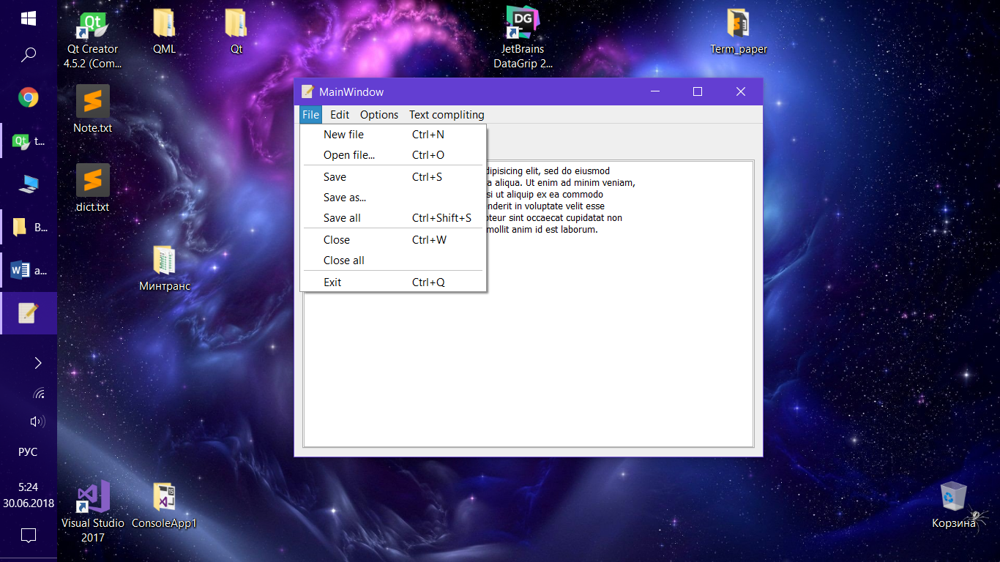 Qt Creator
4.5.2 (Com...
QML
Qt
JetBrains
DataGrip 2...
Term_paper
Note.txt
dict.txt
Минтранс
Visual Studio
2017
ConsoleApp1
Корзина
t...
B...
a...
РУС
5:24
30.06.2018
MainWindow
File Edit Options Text compliting
New file Ctrl+N
Open file... Ctrl+O
Save Ctrl+S
Save as...
Save all Ctrl+Shift+S
Close Ctrl+W
Close all
Exit Ctrl+Q
dipisicing elit, sed do eiusmod
a aliqua. Ut enim ad minim veniam,
si ut aliquip ex ea commodo
nderit in voluptate velit esse
pteur sint occaecat cupidatat non
mollit anim id est laborum.